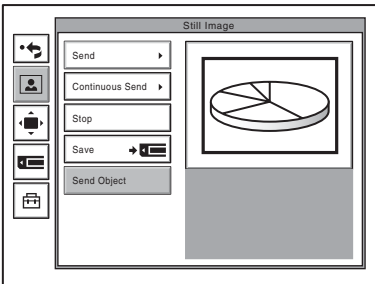 Still Image
Send
Continuous Send
Stop
Save
Send Object